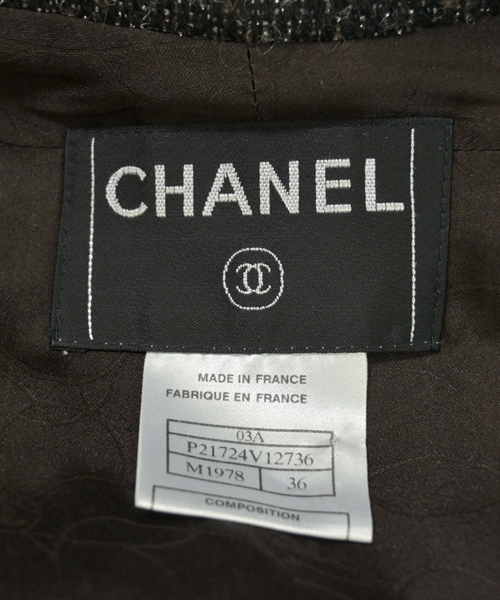 CHANEL
MADE IN FRANCE
FABRIQUE EN FRANCE
03A
P21724V12736
M1978 36
COMPOSITION